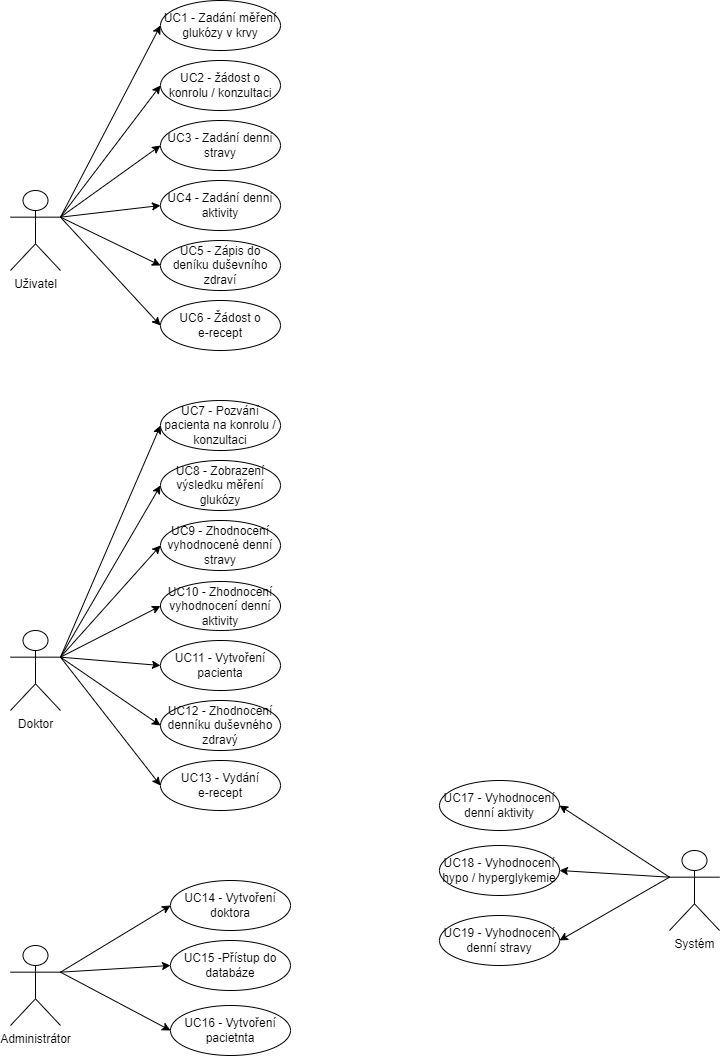 UC1 - Zadání měření
glukózy v krvy
UC2 - žádost o
konrolu / konzultaci
UC3 - Zadání denní
stravy
UC4 - Zadání denní
aktivity
UC5 - Zápis do
deníku duševního
zdraví
UC6 - Žádost o
e-recept
Uživatel
UC7 - Pozvání
pacienta na konrolu /
konzultaci
UC8 - Zobrazení
výsledku měření
glukózy
UC9 - Zhodnocení
vyhodnocené denní
stravy
UC10 - Zhodnocení
vyhodnocení denní
aktivity
UC11 - Vytvoření
pacienta
UC12 - Zhodnocení
denníku duševného
zdravý
UC13 - Vydání
e-recept
Doktor
UC14 - Vytvoření
doktora
UC15 -Přístup do
databáze
UC16 - Vytvoření
pacietnta
Administrátor
UC17 - Vyhodnocení
denní aktivity
UC18 - Vyhodnocení
hypo / hyperglykemie
UC19 - Vyhodnocení
denní stravy
Systém